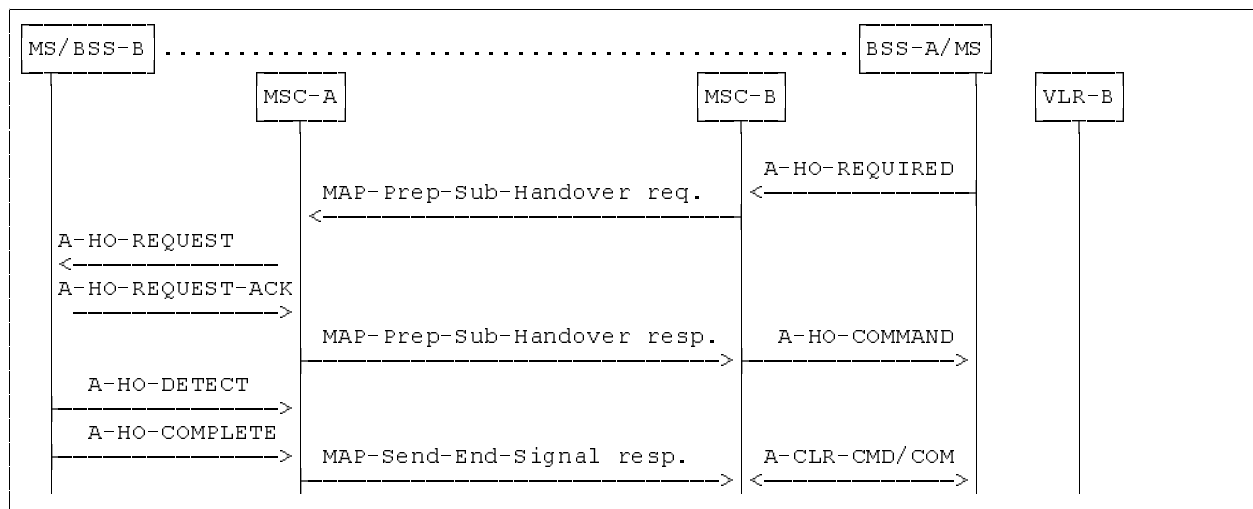 MS/BSS-B
BSS-A/MS
MSC-A
MSC-B
VLR-B
A-HO-REQUIRED
MAP-Prep-Sub-Handover req.
A-HO-REQUEST
A-HO-REQUEST-ACK
MAP-Prep-Sub-Handover resp.
A-HO-COMMAND
A-HO-DETECT
A-HO-COMPLETE
MAP-Send-End-Signal resp.
A-CLR-CMD/COM